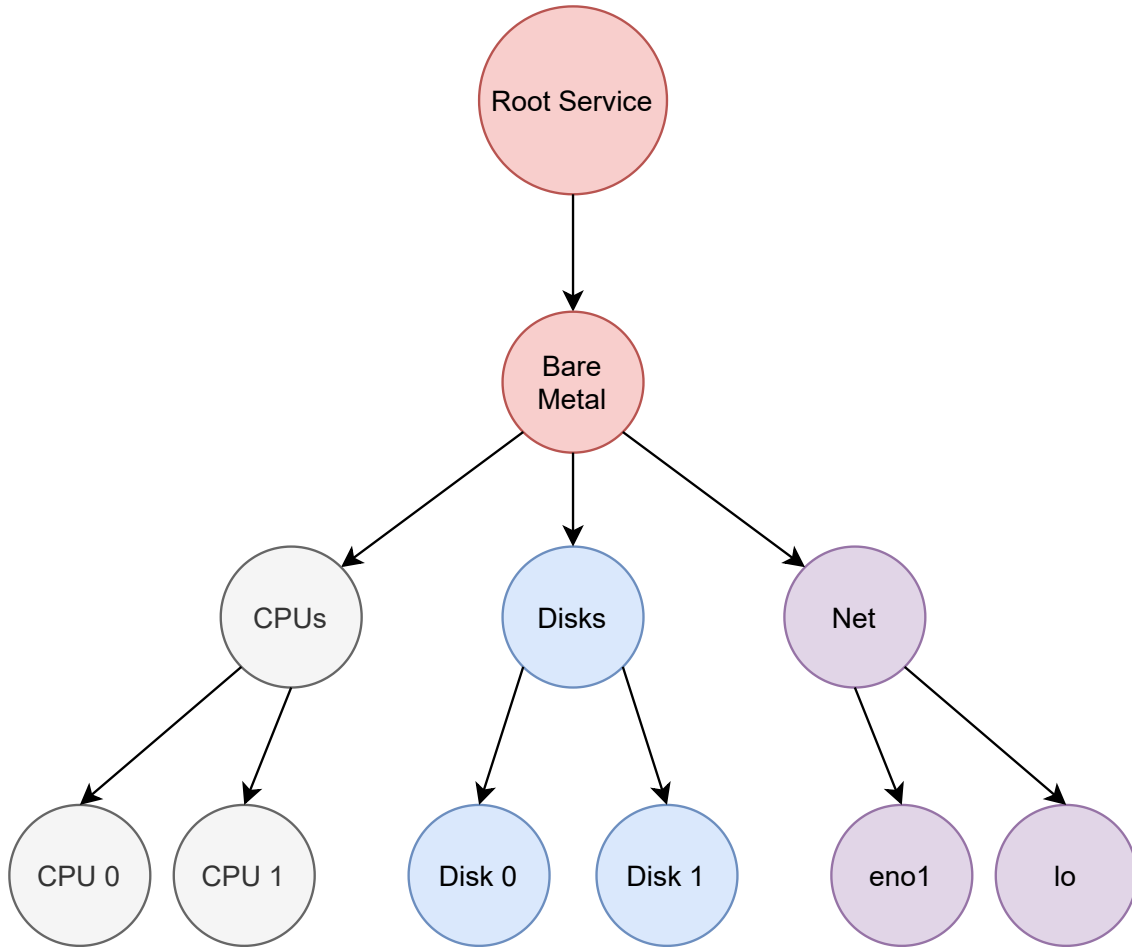 Root Service
Bare
Metal
CPUs
Disks
Net
CPU 0
CPU 1
Disk 0
Disk 1
eno1
lo